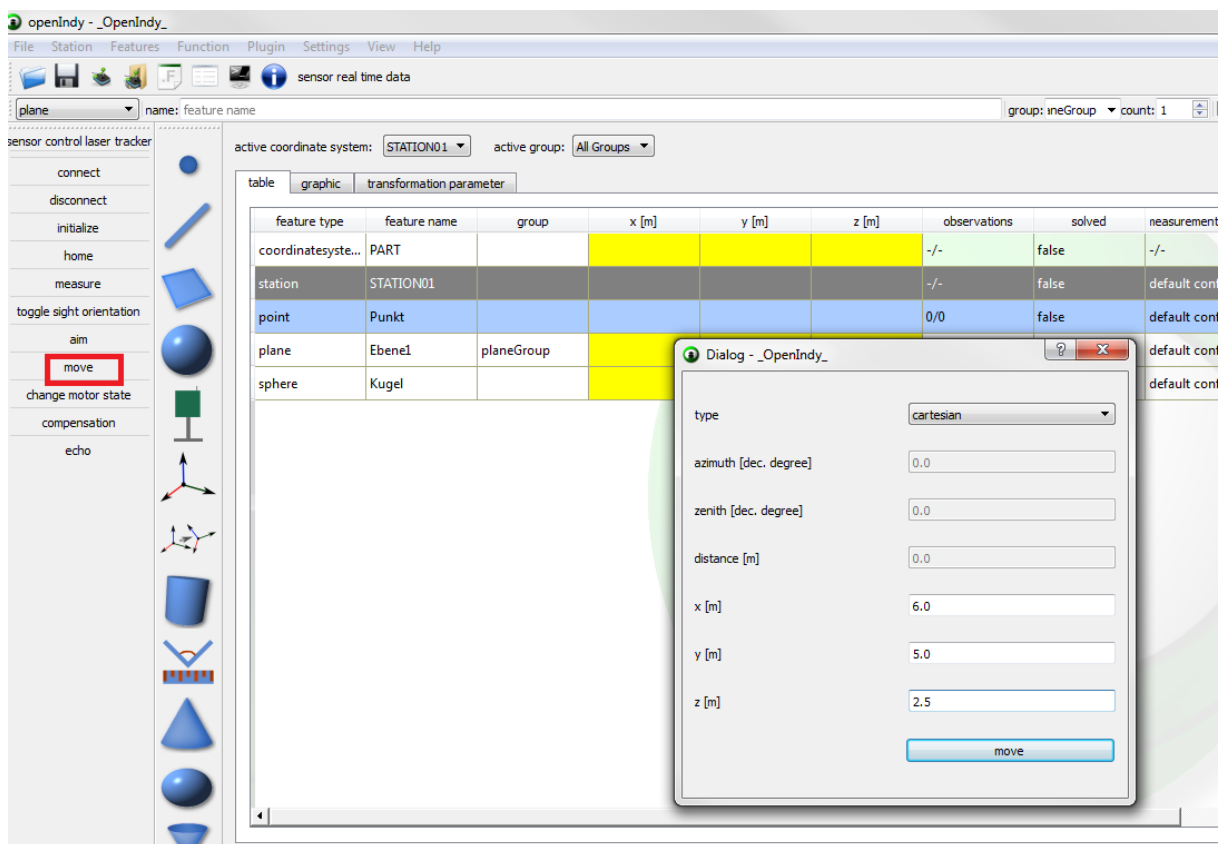 openIndy - _OpenIndy_
File Station Features Function Plugin Settings View Help
.F
sensor real time data
plane name: feature name group: aneGroup count: 1
sensor control laser tracker
connect
disconnect
initialize
home
measure
toggle sight orientation
aim
move
change motor state
compensation
echo
active coordinate system: STATION01 active group: All Groups
table graphic transformation parameter
feature type feature name group x [m] y [m] z [m] observations solved neasurement
coordinatesyste... PART -/- false -/-
station STATION01 -/- false default conf
point Punkt 0/0 false default conf
plane Ebene1 planeGroup default conf
sphere Kugel default conf
Dialog - _OpenIndy_
type cartesian
azimuth [dec. degree] 0.0
zenith [dec. degree] 0.0
distance [m] 0.0
x [m] 6.0
y [m] 5.0
z [m] 2.5
move